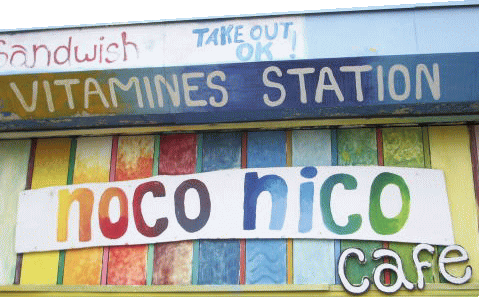 Sandwish
TAKE OUT
OK!
VITAMINES STATION
noco nico
cafe